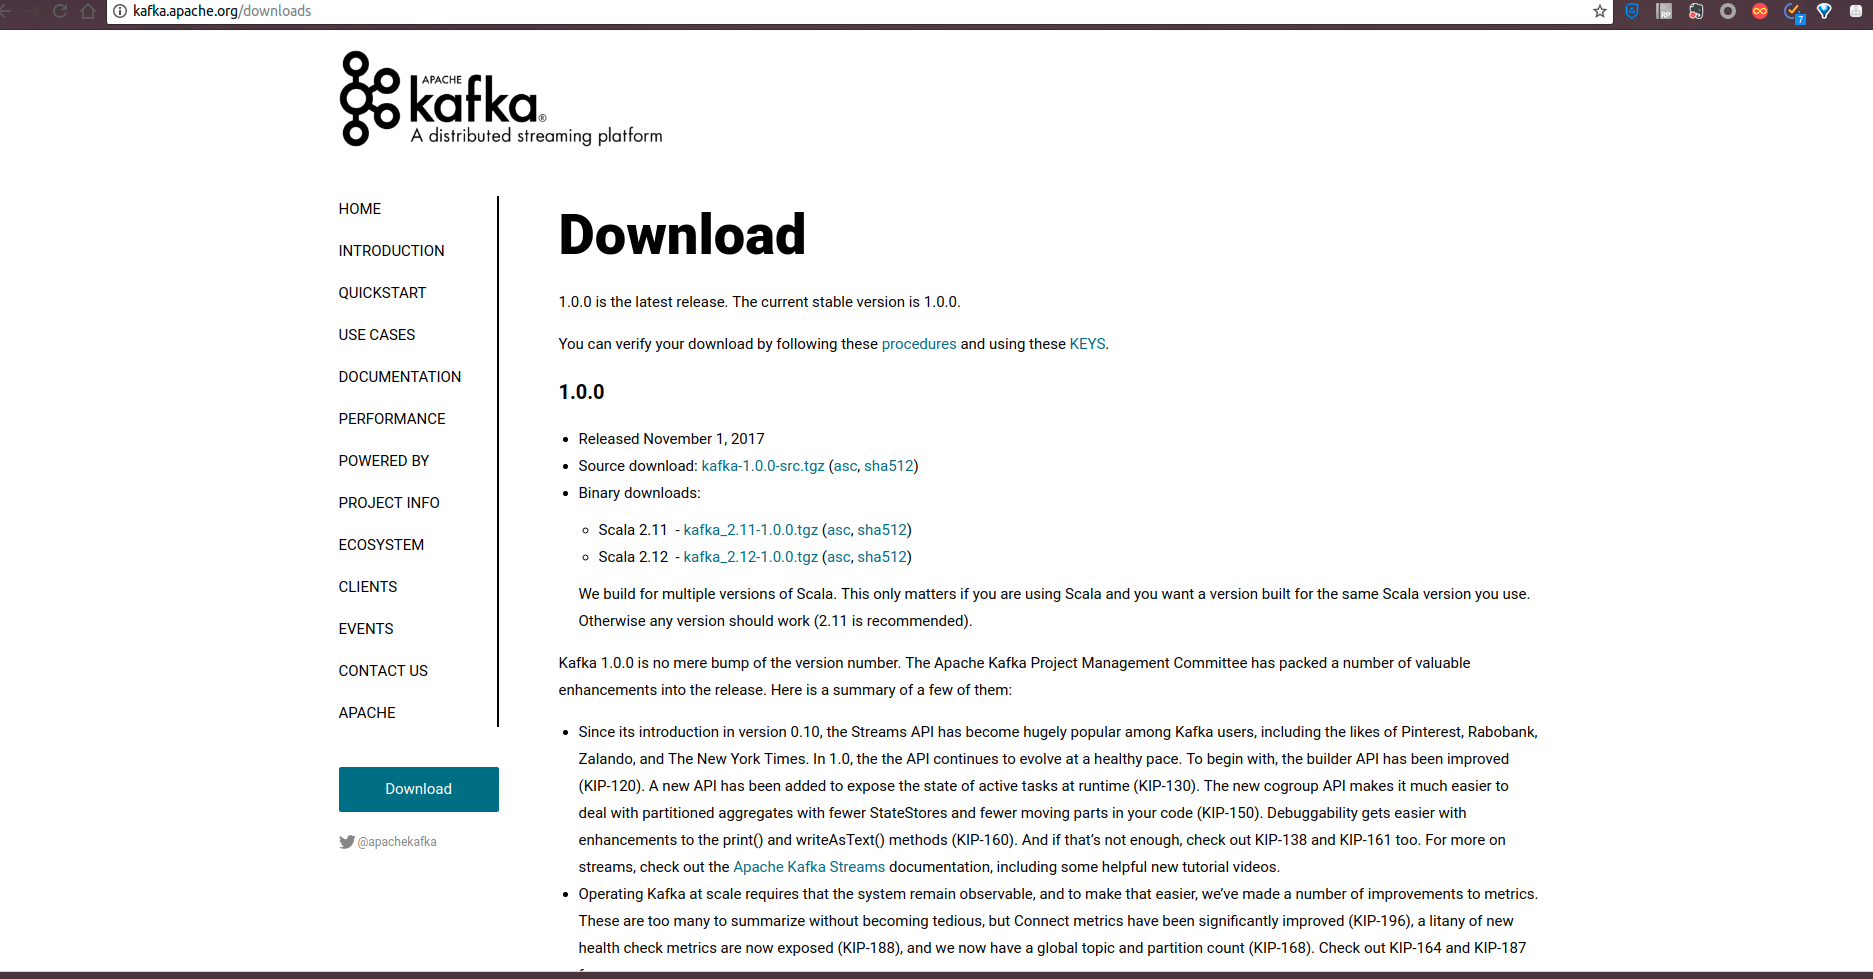 kafka.apache.org/downloads
RP
7
APACHE
kafka®
A distributed streaming platform
HOME
INTRODUCTION
QUICKSTART
USE CASES
DOCUMENTATION
PERFORMANCE
POWERED BY
PROJECT INFO
ECOSYSTEM
CLIENTS
EVENTS
CONTACT US
APACHE
Download
@apachekafka
Download
1.0.0 is the latest release. The current stable version is 1.0.0.
You can verify your download by following these procedures and using these KEYS.
1.0.0
Released November 1, 2017
Source download: kafka-1.0.0-src.tgz (asc, sha512)
Binary downloads:
Scala 2.11 - kafka_2.11-1.0.0.tgz (asc, sha512)
Scala 2.12 - kafka_2.12-1.0.0.tgz (asc, sha512)
We build for multiple versions of Scala. This only matters if you are using Scala and you want a version built for the same Scala version you use.
Otherwise any version should work (2.11 is recommended).
Kafka 1.0.0 is no mere bump of the version number. The Apache Kafka Project Management Committee has packed a number of valuable
enhancements into the release. Here is a summary of a few of them:
Since its introduction in version 0.10, the Streams API has become hugely popular among Kafka users, including the likes of Pinterest, Rabobank,
Zalando, and The New York Times. In 1.0, the the API continues to evolve at a healthy pace. To begin with, the builder API has been improved
(KIP-120). A new API has been added to expose the state of active tasks at runtime (KIP-130). The new cogroup API makes it much easier to
deal with partitioned aggregates with fewer StateStores and fewer moving parts in your code (KIP-150). Debuggability gets easier with
enhancements to the print() and writeAsText() methods (KIP-160). And if that’s not enough, check out KIP-138 and KIP-161 too. For more on
streams, check out the Apache Kafka Streams documentation, including some helpful new tutorial videos.
Operating Kafka at scale requires that the system remain observable, and to make that easier, we’ve made a number of improvements to metrics.
These are too many to summarize without becoming tedious, but Connect metrics have been significantly improved (KIP-196), a litany of new
health check metrics are now exposed (KIP-188), and we now have a global topic and partition count (KIP-168). Check out KIP-164 and KIP-187